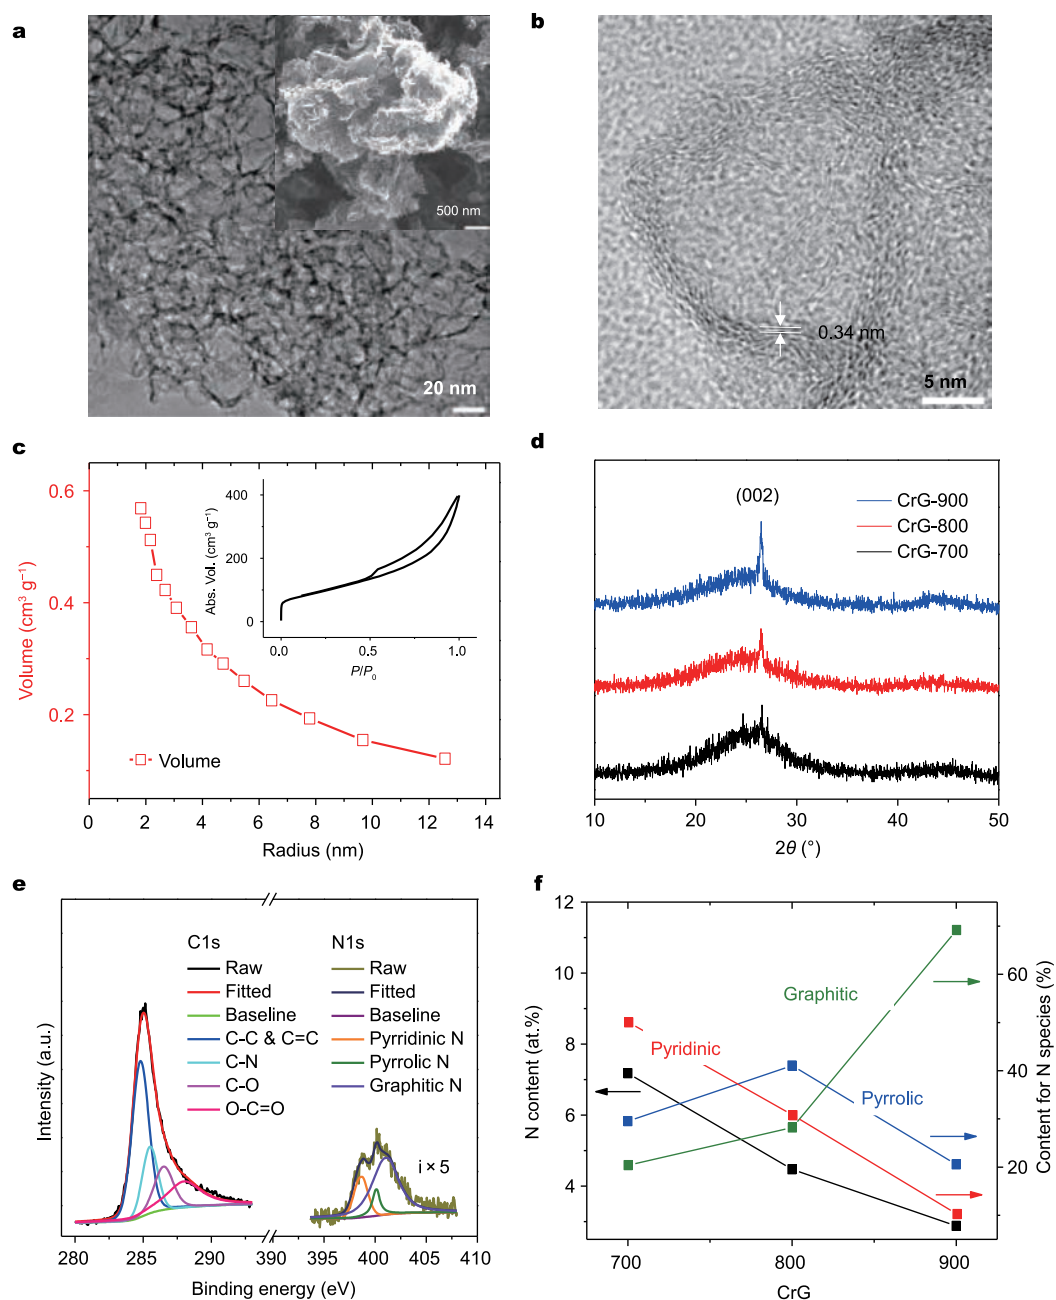 a
500 nm
20 nm
b
0.34 nm
5 nm
c
0.6
0.4
0.2
Volume (cm³ g⁻¹)
Volume
0 2 4 6 8 10 12 14
Radius (nm)
400
200
0
Abs. Vol. (cm³ g⁻¹)
0.0 0.5 1.0
P/P₀
d
(002)
CrG-900
CrG-800
CrG-700
10 20 30 40 50
2θ (°)
e
C1s
Raw
Fitted
Baseline
C-C & C=C
C-N
C-O
O-C=O
N1s
Raw
Fitted
Baseline
Pyrridinic N
Pyrrolic N
Graphitic N
i × 5
Intensity (a.u.)
280 285 290 390 395 400 405 410
Binding energy (eV)
f
12
10
8
6
4
N content (at.%)
Graphitic
Pyridinic
Pyrrolic
60
40
20
Content for N species (%)
700 800 900
CrG